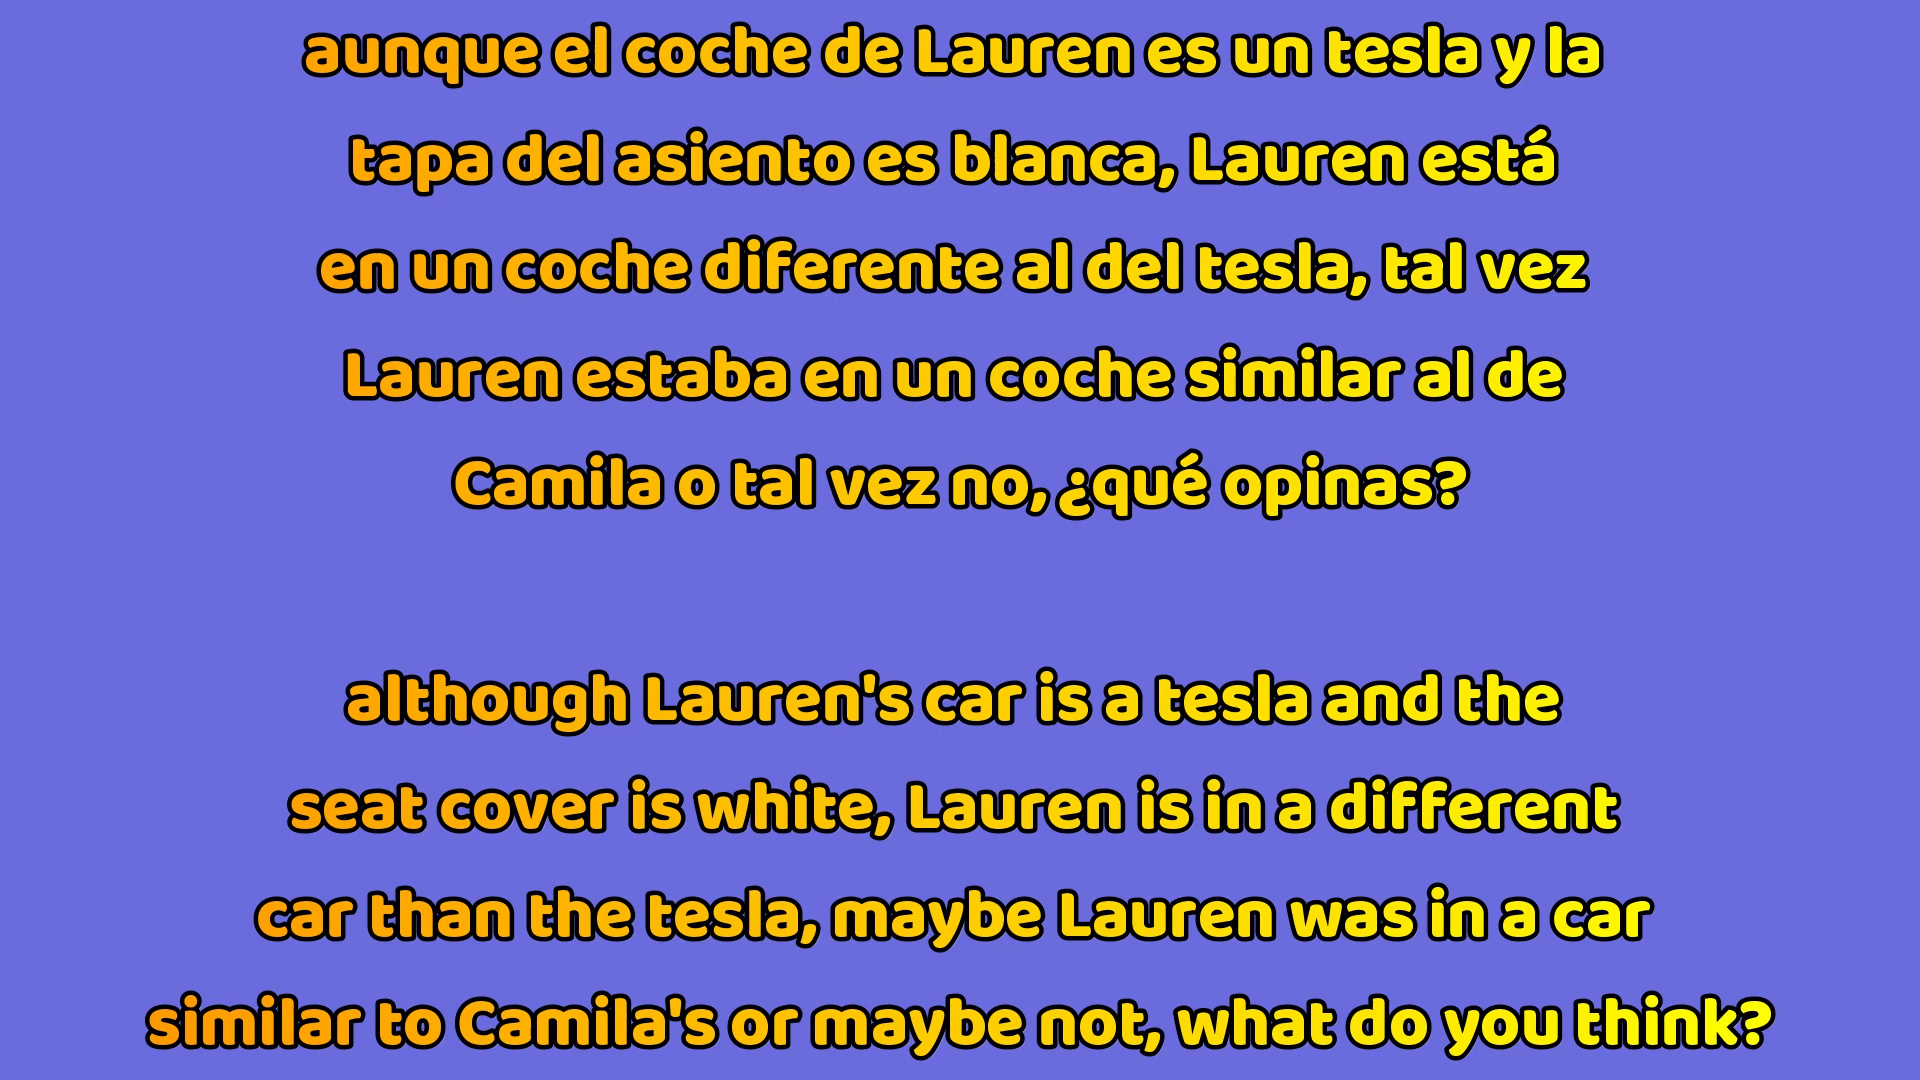 aunque el coche de Lauren es un tesla y la
tapa del asiento es blanca, Lauren está
en un coche diferente al del tesla, tal vez
Lauren estaba en un coche similar al de
Camila o tal vez no, ¿qué opinas?
although Lauren's car is a tesla and the
seat cover is white, Lauren is in a different
car than the tesla, maybe Lauren was in a car
similar to Camila's or maybe not, what do you think?